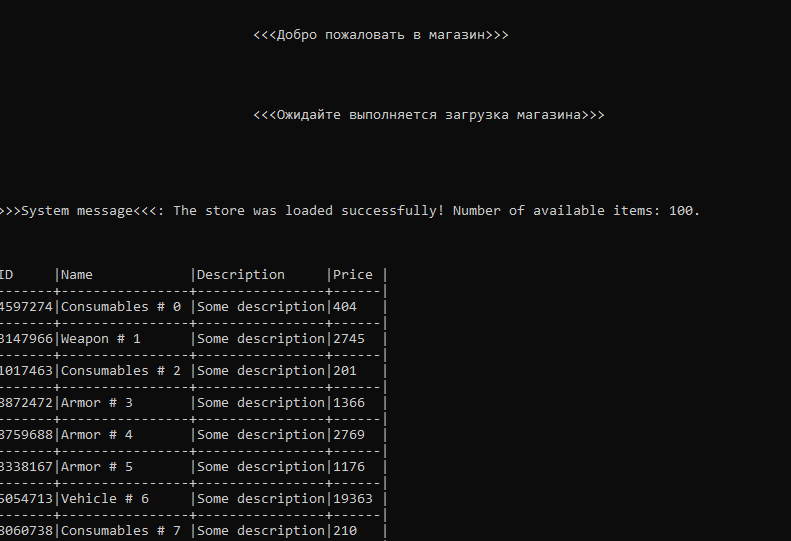 <<<Добро пожаловать в магазин>>>
<<<Ожидайте выполняется загрузка магазина>>>
>>>System message<<<: The store was loaded successfully! Number of available items: 100.
ID     |Name            |Description     |Price |
-------+----------------+----------------+------|
4597274|Consumables # 0 |Some description|404   |
-------+----------------+----------------+------|
3147966|Weapon # 1      |Some description|2745  |
-------+----------------+----------------+------|
1017463|Consumables # 2 |Some description|201   |
-------+----------------+----------------+------|
8872472|Armor # 3       |Some description|1366  |
-------+----------------+----------------+------|
8759688|Armor # 4       |Some description|2769  |
-------+----------------+----------------+------|
3338167|Armor # 5       |Some description|1176  |
-------+----------------+----------------+------|
5054713|Vehicle # 6     |Some description|19363 |
-------+----------------+----------------+------|
8060738|Consumables # 7 |Some description|210   |